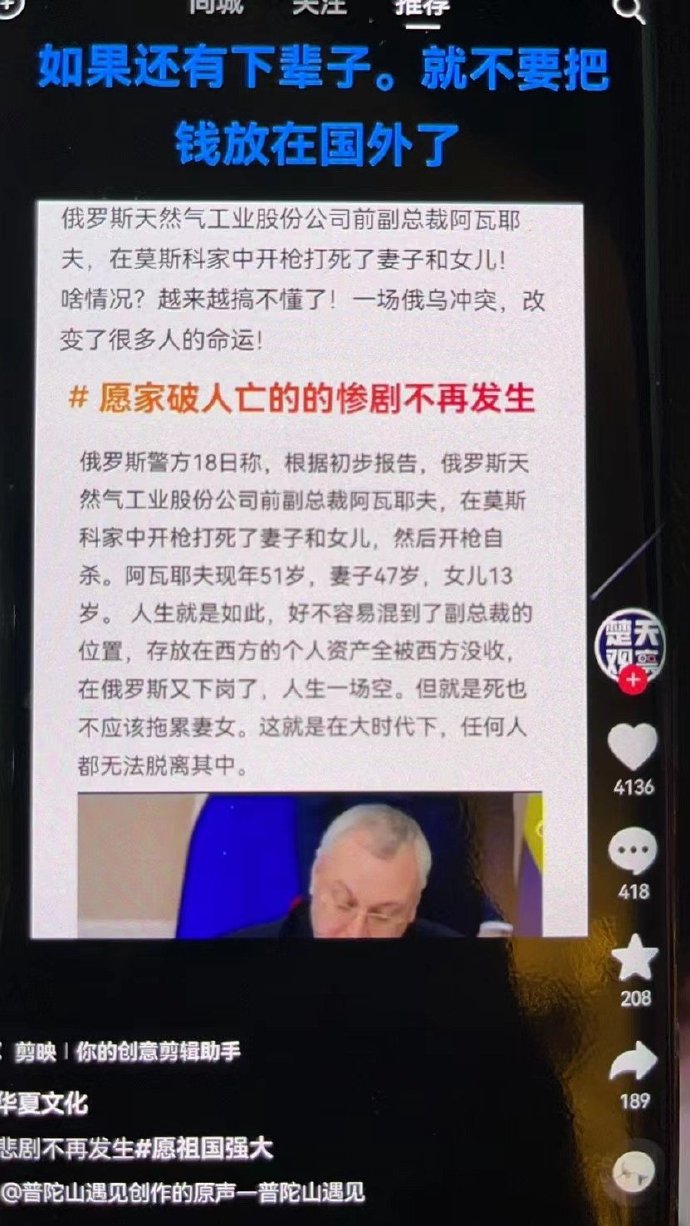 同城 关注 推荐
如果还有下辈子。就不要把
钱放在国外了
俄罗斯天然气工业股份公司前副总裁阿瓦耶
夫，在莫斯科家中开枪打死了妻子和女儿！
啥情况？越来越搞不懂了！一场俄乌冲突，改
变了很多人的命运！
# 愿家破人亡的的惨剧不再发生
俄罗斯警方18日称，根据初步报告，俄罗斯天
然气工业股份公司前副总裁阿瓦耶夫，在莫斯
科家中开枪打死了妻子和女儿，然后开枪自
杀。阿瓦耶夫现年51岁，妻子47岁，女儿13
岁。 人生就是如此，好不容易混到了副总裁的
位置，存放在西方的个人资产全被西方没收，
在俄罗斯又下岗了，人生一场空。但就是死也
不应该拖累妻女。这就是在大时代下，任何人
都无法脱离其中。
楚天
4136
418
208
189
剪映 | 你的创意剪辑助手
华夏文化
悲剧不再发生#愿祖国强大
@普陀山遇见创作的原声一普陀山遇见